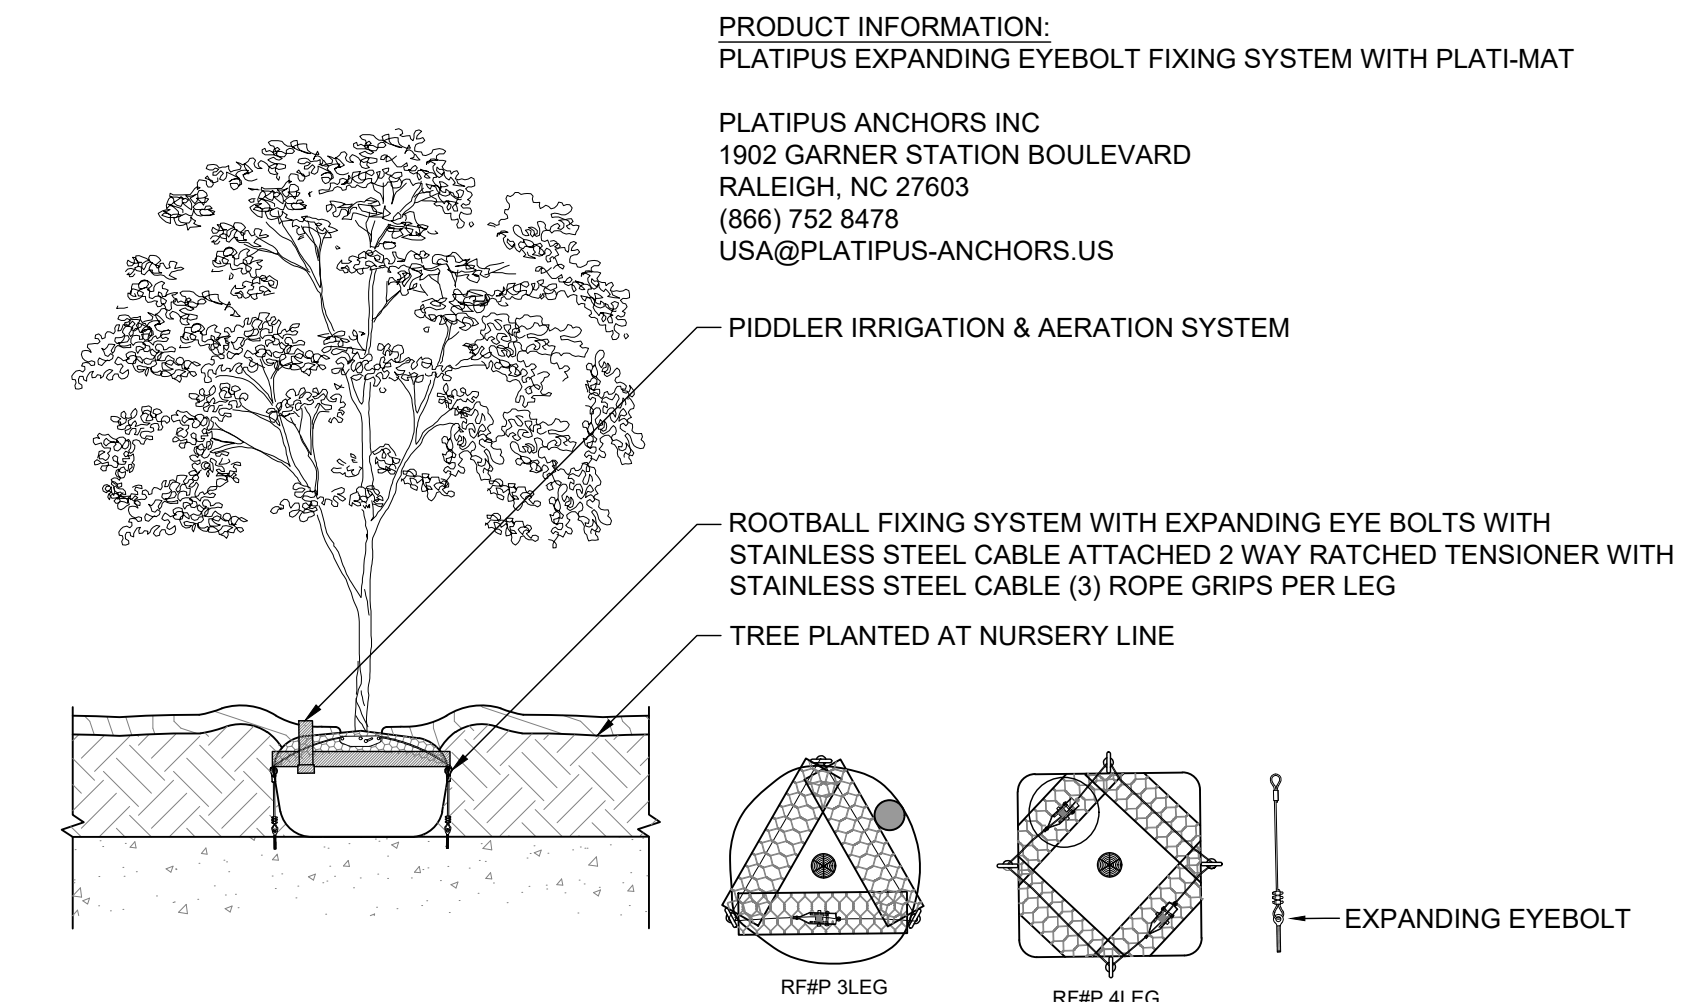 PRODUCT INFORMATION:
PLATIPUS EXPANDING EYEBOLT FIXING SYSTEM WITH PLATI-MAT
PLATIPUS ANCHORS INC
1902 GARNER STATION BOULEVARD
RALEIGH, NC 27603
(866) 752 8478
USA@PLATIPUS-ANCHORS.US
PIDDLER IRRIGATION & AERATION SYSTEM
ROOTBALL FIXING SYSTEM WITH EXPANDING EYE BOLTS WITH
STAINLESS STEEL CABLE ATTACHED 2 WAY RATCHED TENSIONER WITH
STAINLESS STEEL CABLE (3) ROPE GRIPS PER LEG
TREE PLANTED AT NURSERY LINE
EXPANDING EYEBOLT
RF#P 3LEG
RF#P 4LEG